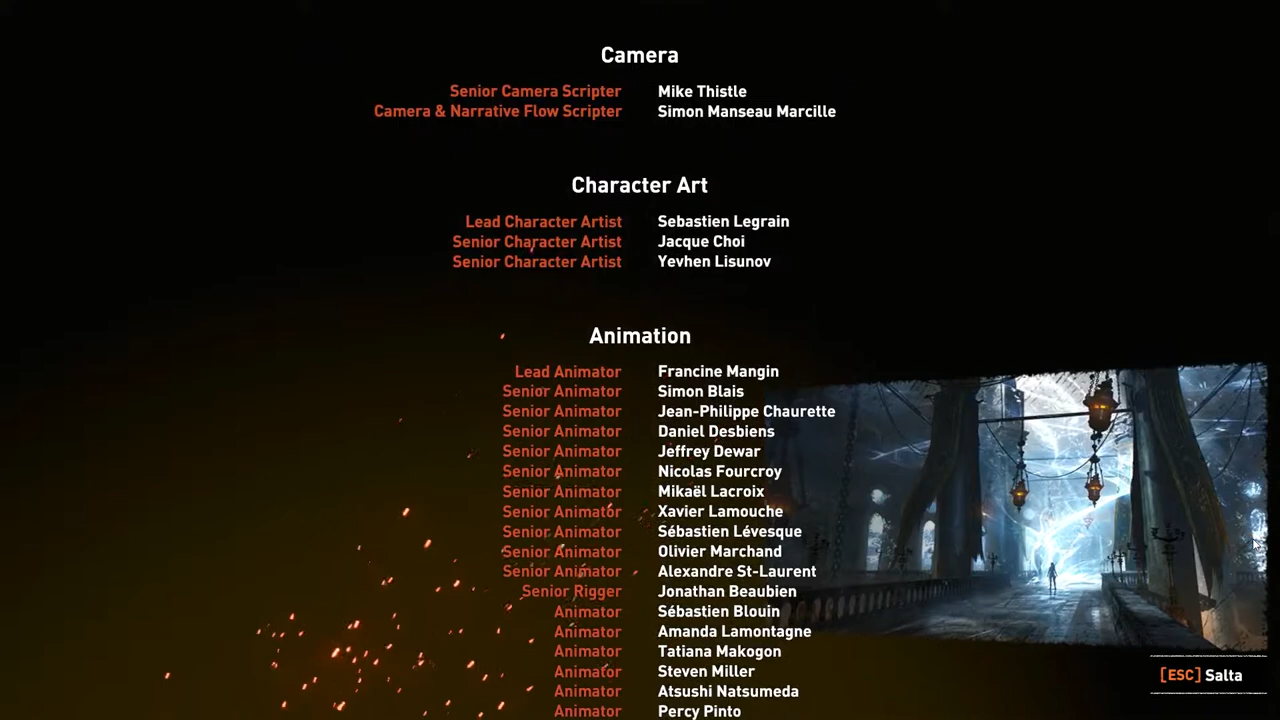 Camera
Senior Camera Scripter Mike Thistle
Camera & Narrative Flow Scripter Simon Manseau Marcille
Character Art
Lead Character Artist Sebastien Legrain
Senior Character Artist Jacque Choi
Senior Character Artist Yevhen Lisunov
Animation
Lead Animator Francine Mangin
Senior Animator Simon Blais
Senior Animator Jean-Philippe Chaurette
Senior Animator Daniel Desbiens
Senior Animator Jeffrey Dewar
Senior Animator Nicolas Fourcroy
Senior Animator Mikaël Lacroix
Senior Animator Xavier Lamouche
Senior Animator Sébastien Lévesque
Senior Animator Olivier Marchand
Senior Animator Alexandre St-Laurent
Senior Rigger Jonathan Beaubien
Animator Sébastien Blouin
Animator Amanda Lamontagne
Animator Tatiana Makogon
Animator Steven Miller
Animator Atsushi Natsumeda
Animator Percy Pinto
[ESC] Salta